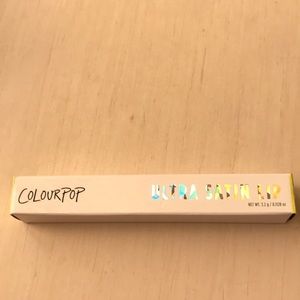 COLOURPOP
ULTRA SATIN LIP
NET WT. 3.2 g / 0.028 oz